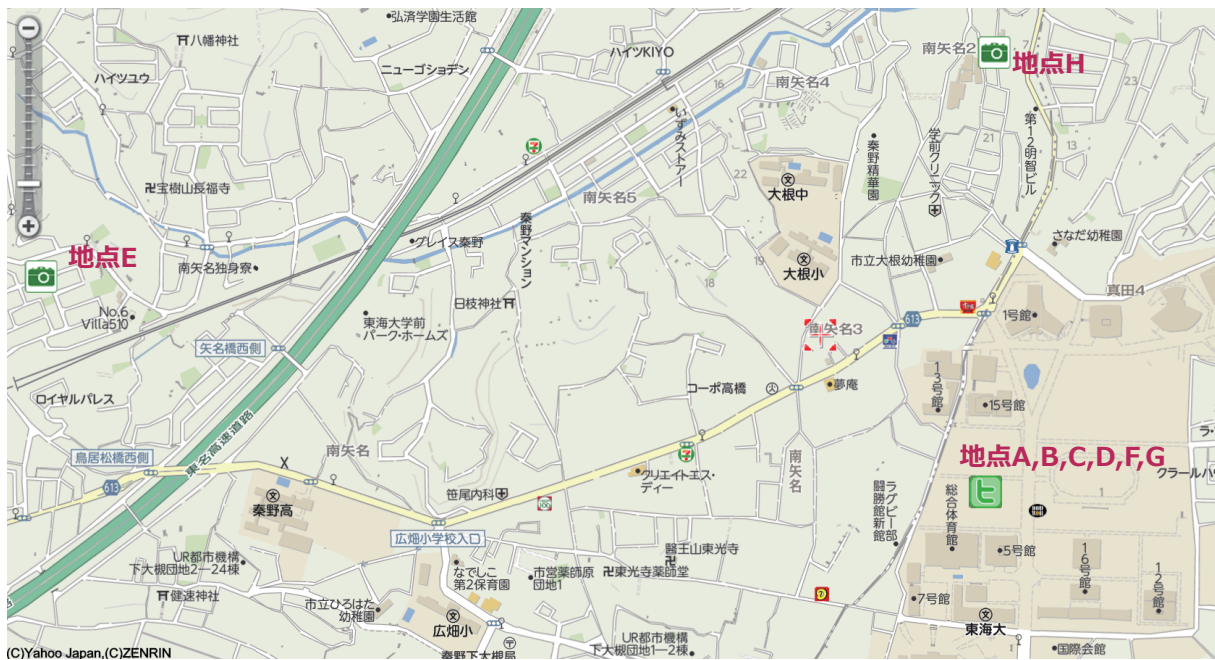 弘済学園生活館
八幡神社
ハイツKIYO
南矢名2
地点H
ハイツユウ
ニューゴショデン
南矢名4
16
23
いずみストアー
1
21
第12明智ビル
13
学前クリニック
秦野精華園
22
大根中
宝樹山長福寺
南矢名5
グレイス秦野
秦野マンション
さなだ幼稚園
地点E
南矢名独身寮
大根小
市立大根幼稚園
19
18
真田4
No.6
Villa510
日枝神社
東海大学前
パーク・ホームズ
南矢名3
613
1号館
矢名橋西側
13号館
コーポ高橋
夢庵
ロイヤルパレス
15号館
東名高速道路
南矢名
ラ・
鳥居松橋西側
地点A,B,C,D,F,G
クラールハ
613
クリエイトエス・
ディー
南矢名
ラグビー部
闘勝館新館
総合体育館
1
秦野高
笹尾内科
広畑小学校入口
醫王山東光寺
5号館
16号館
12号館
UR都市機構
下大槻団地2ー24棟
なでしこ
第2保育園
市営薬師原
団地1
東光寺薬師堂
健速神社
市立ひろはた
幼稚園
7号館
広畑小
東海大
UR都市機構
下大槻団地1ー2棟
秦野下大槻局
国際会館
(C)Yahoo Japan,(C)ZENRIN